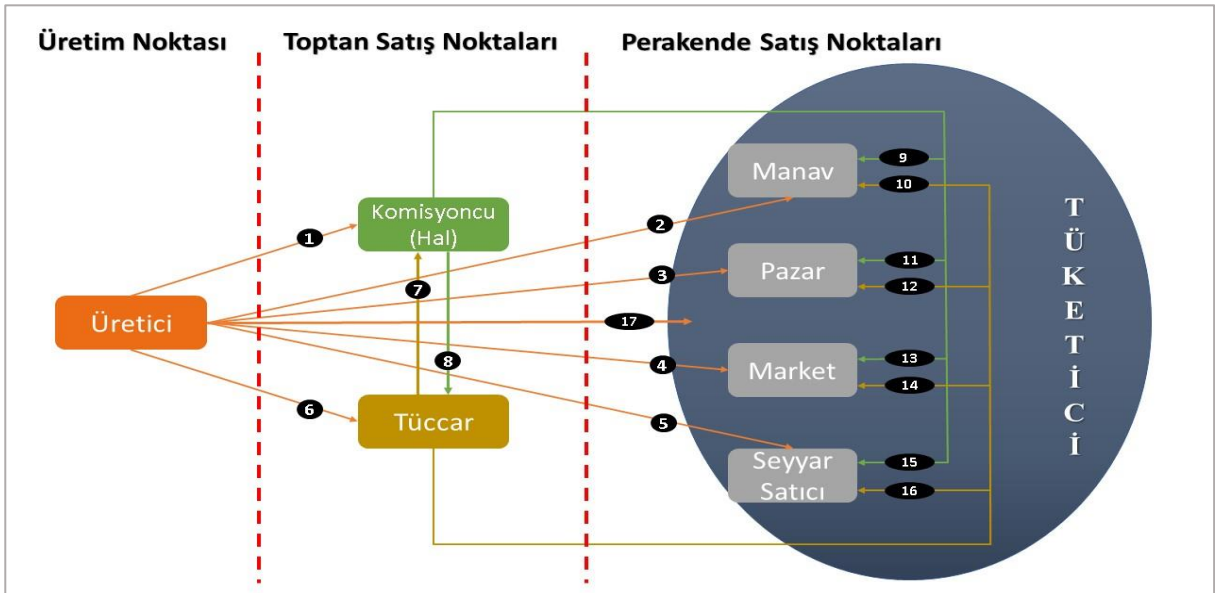 Üretim Noktası
Toptan Satış Noktaları
Perakende Satış Noktaları
Üretici
Komisyoncu
(Hal)
Tüccar
Manav
Pazar
Market
Seyyar
Satıcı
1
2
3
17
4
5
6
7
8
9
10
11
12
13
14
15
16
T
Ü
K
E
T
İ
C
İ